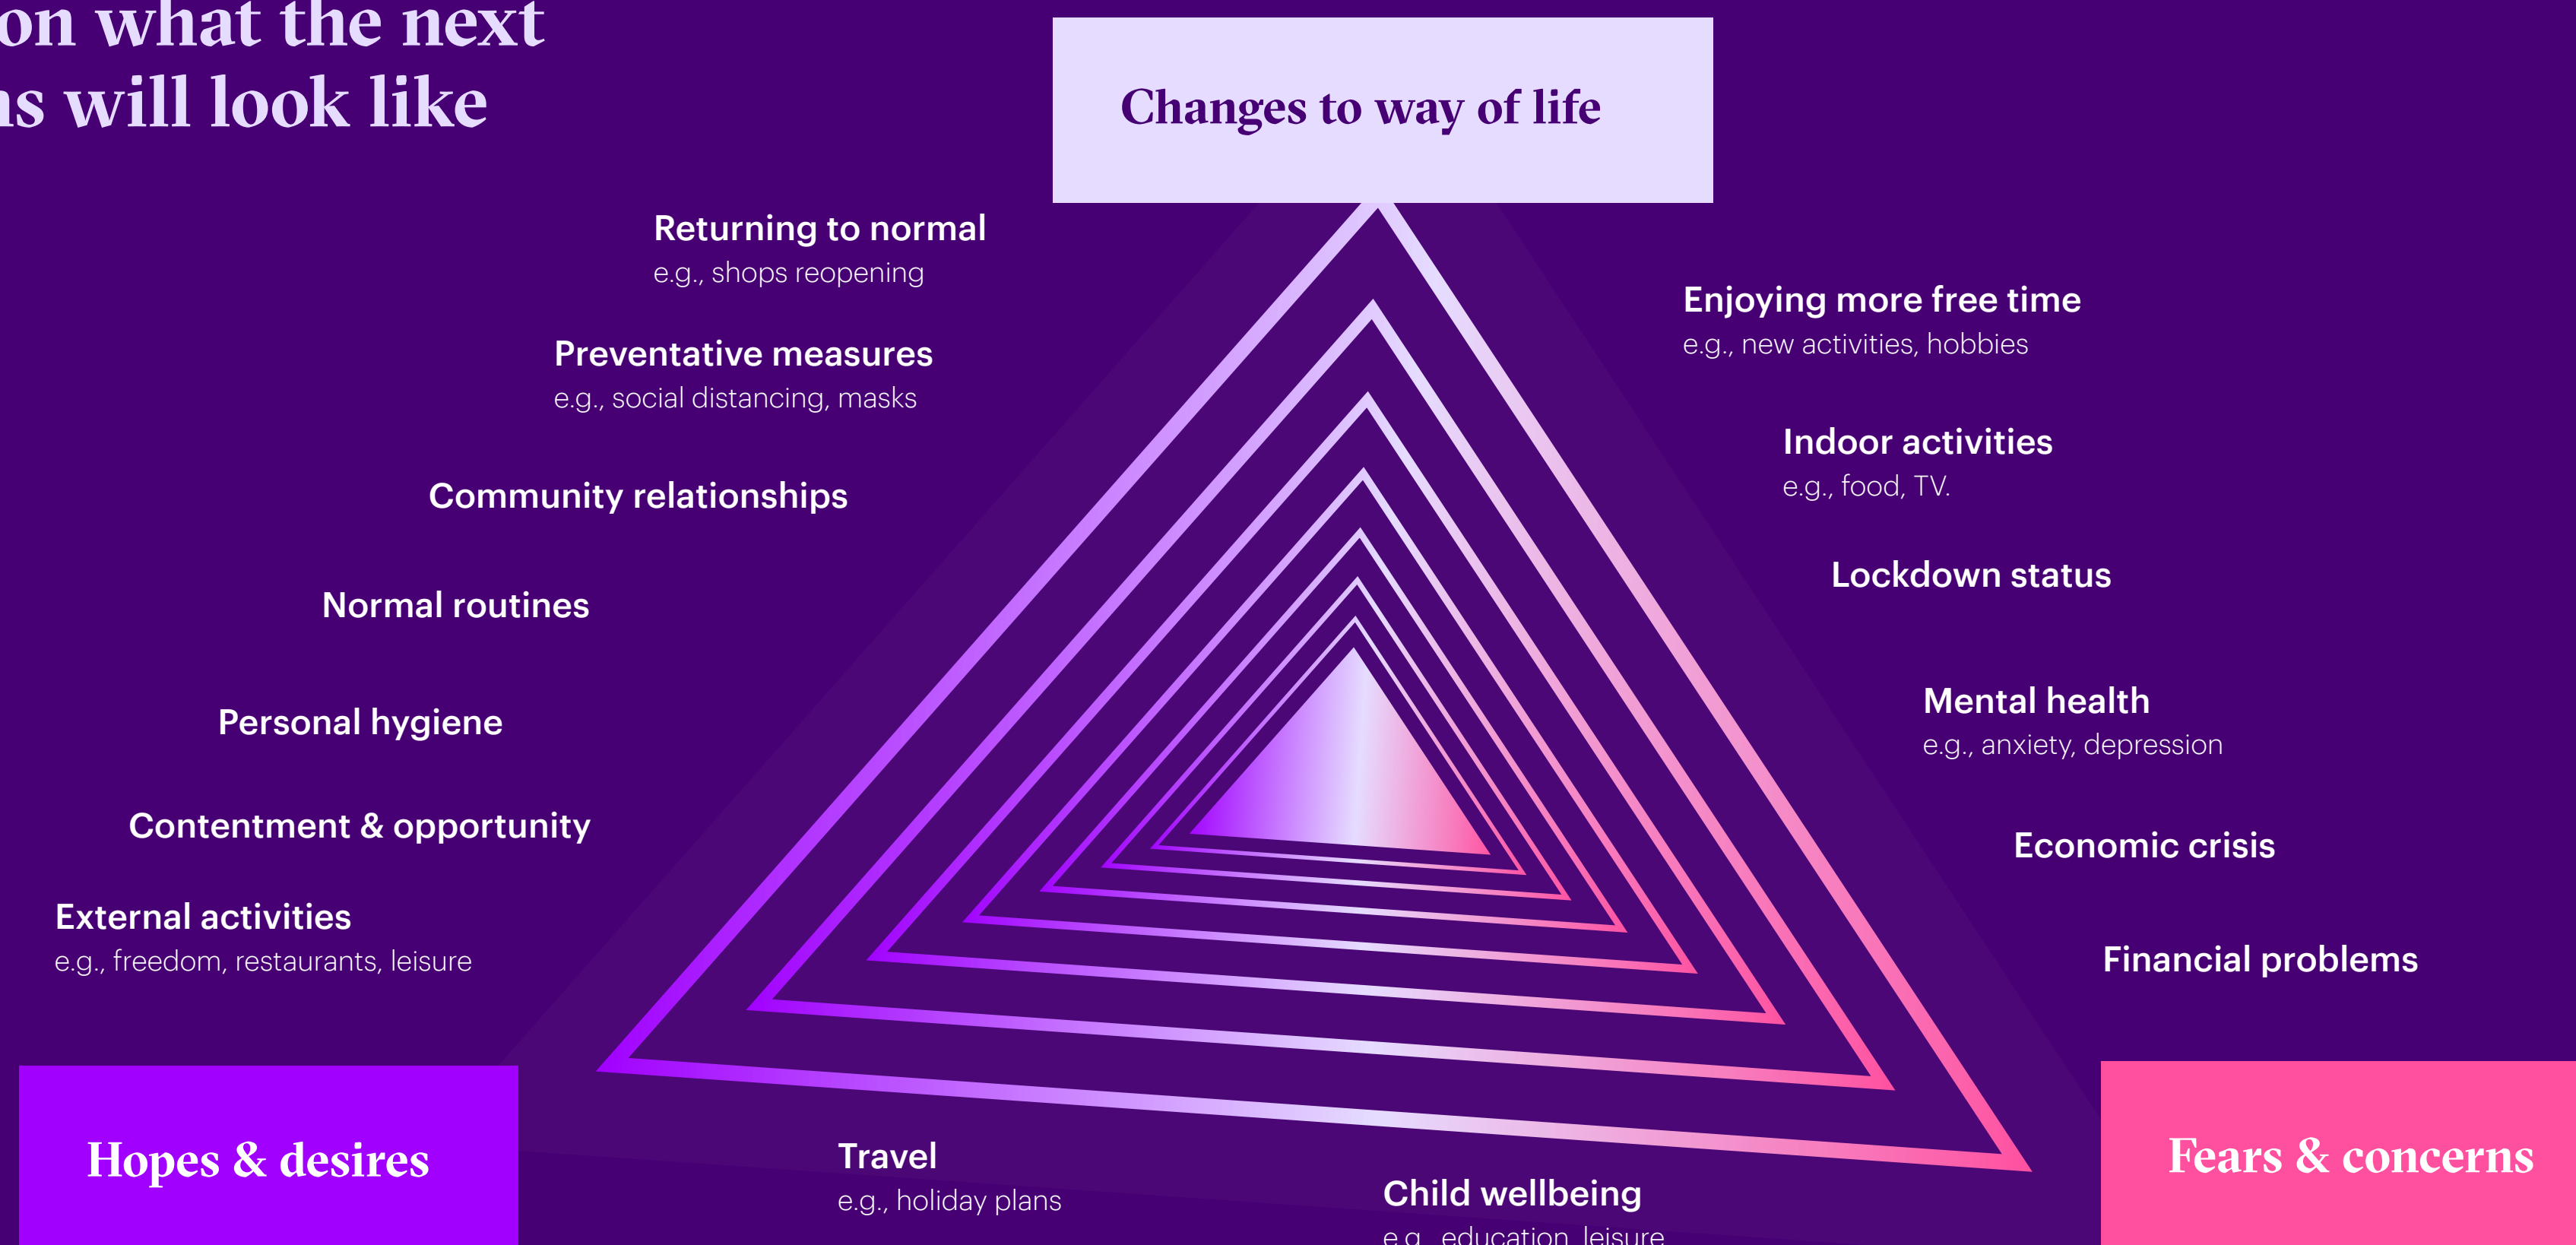 on what the next
ns will look like
Changes to way of life
Returning to normal
e.g., shops reopening
Preventative measures
e.g., social distancing, masks
Community relationships
Normal routines
Personal hygiene
Contentment & opportunity
External activities
e.g., freedom, restaurants, leisure
Hopes & desires
Enjoying more free time
e.g., new activities, hobbies
Indoor activities
e.g., food, TV.
Lockdown status
Mental health
e.g., anxiety, depression
Economic crisis
Financial problems
Fears & concerns
Travel
e.g., holiday plans
Child wellbeing
e.g., education, leisure